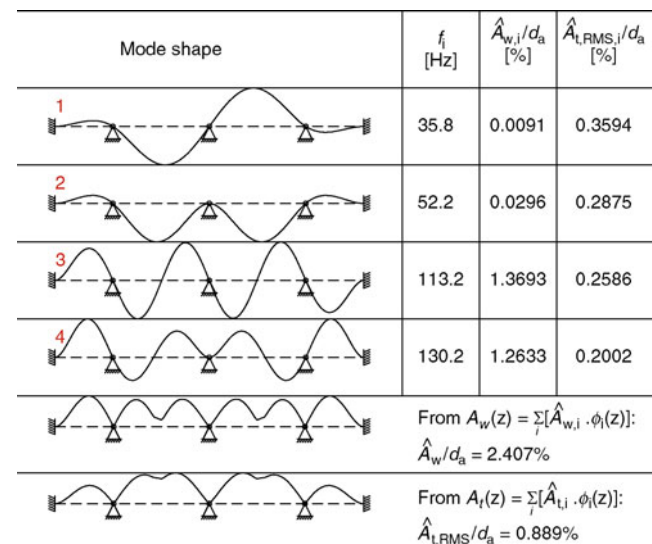 Mode shape
fᵢ [Hz]
Â_w,i/d_a [%]
Â_t,RMS,i/d_a [%]
1
35.8 0.0091 0.3594
2
52.2 0.0296 0.2875
3
113.2 1.3693 0.2586
4
130.2 1.2633 0.2002
From A_w(z) = Σ_i[Â_w,i .ϕ_i(z)]:
Â_w/d_a = 2.407%
From A_t(z) = Σ_i[Â_t,i .ϕ_i(z)]:
Â_t,RMS/d_a = 0.889%